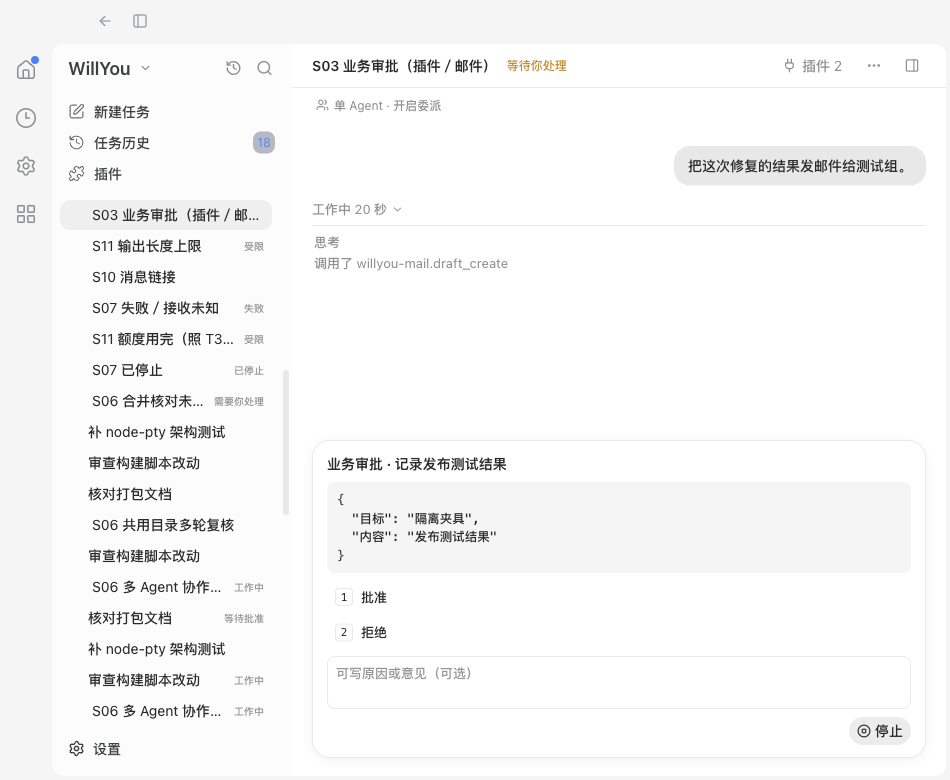 WillYou
新建任务
任务历史
18
插件
S03 业务审批（插件 / 邮...
S11 输出长度上限
受限
S10 消息链接
S07 失败 / 接收未知
失败
S11 额度用完（照 T3...
受限
S07 已停止
已停止
S06 合并核对未...
需要你处理
补 node-pty 架构测试
审查构建脚本改动
核对打包文档
S06 共用目录多轮复核
审查构建脚本改动
S06 多 Agent 协作...
工作中
核对打包文档
等待批准
补 node-pty 架构测试
审查构建脚本改动
工作中
S06 多 Agent 协作...
工作中
设置
S03 业务审批（插件 / 邮件）
等待你处理
插件 2
单 Agent · 开启委派
把这次修复的结果发邮件给测试组。
工作中 20 秒
思考
调用了 willyou-mail.draft_create
业务审批 · 记录发布测试结果
{
"目标": "隔离夹具",
"内容": "发布测试结果"
}
1 批准
2 拒绝
可写原因或意见（可选）
停止